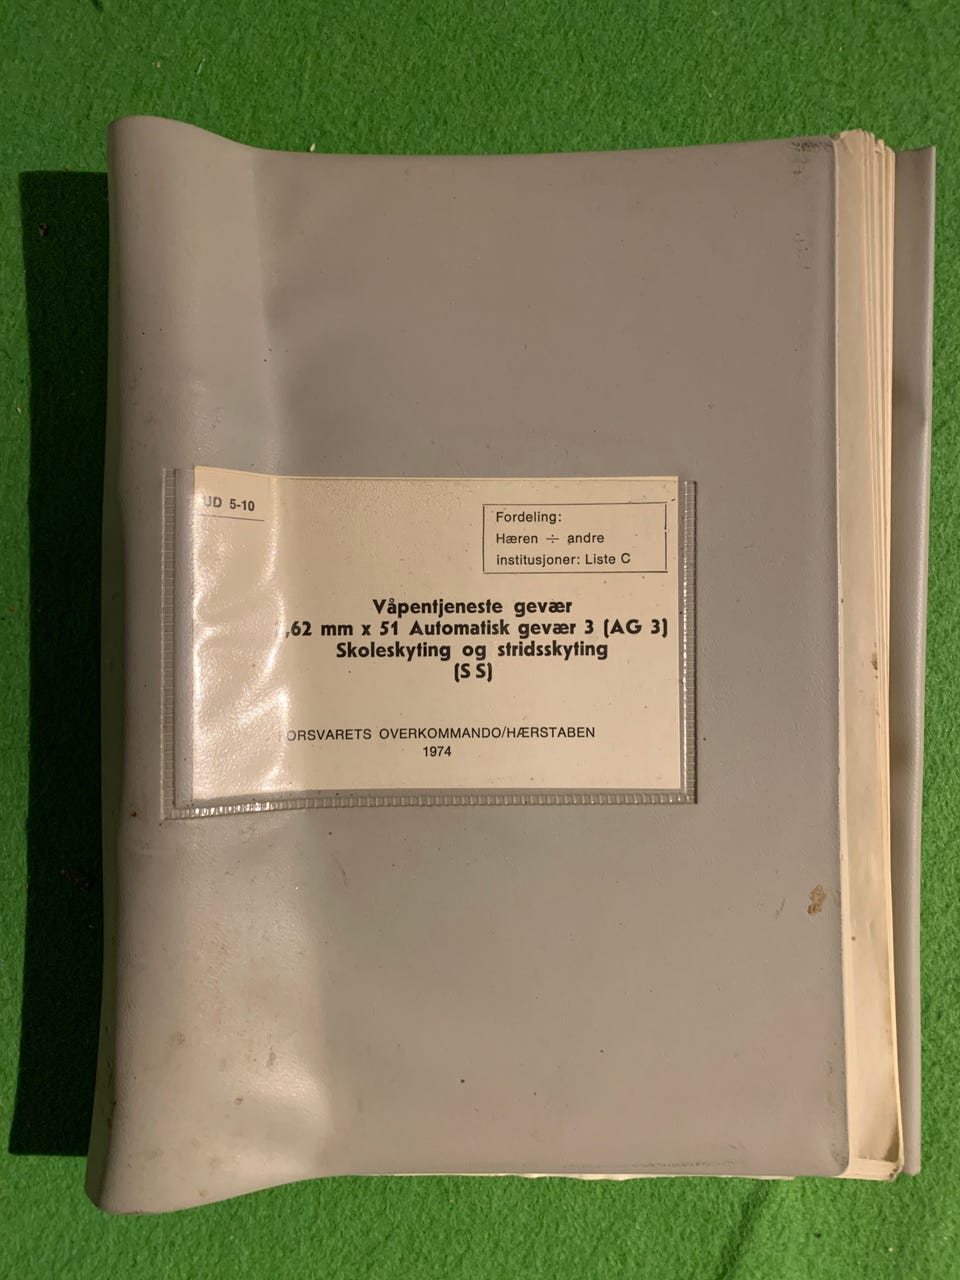 UD 5-10
Fordeling:
Hæren ÷ andre
institusjoner: Liste C
Våpentjeneste gevær
,62 mm x 51 Automatisk gevær 3 (AG 3)
Skoleskyting og stridsskyting
(S S)
FORSVARETS OVERKOMMANDO/HÆRSTABEN
1974